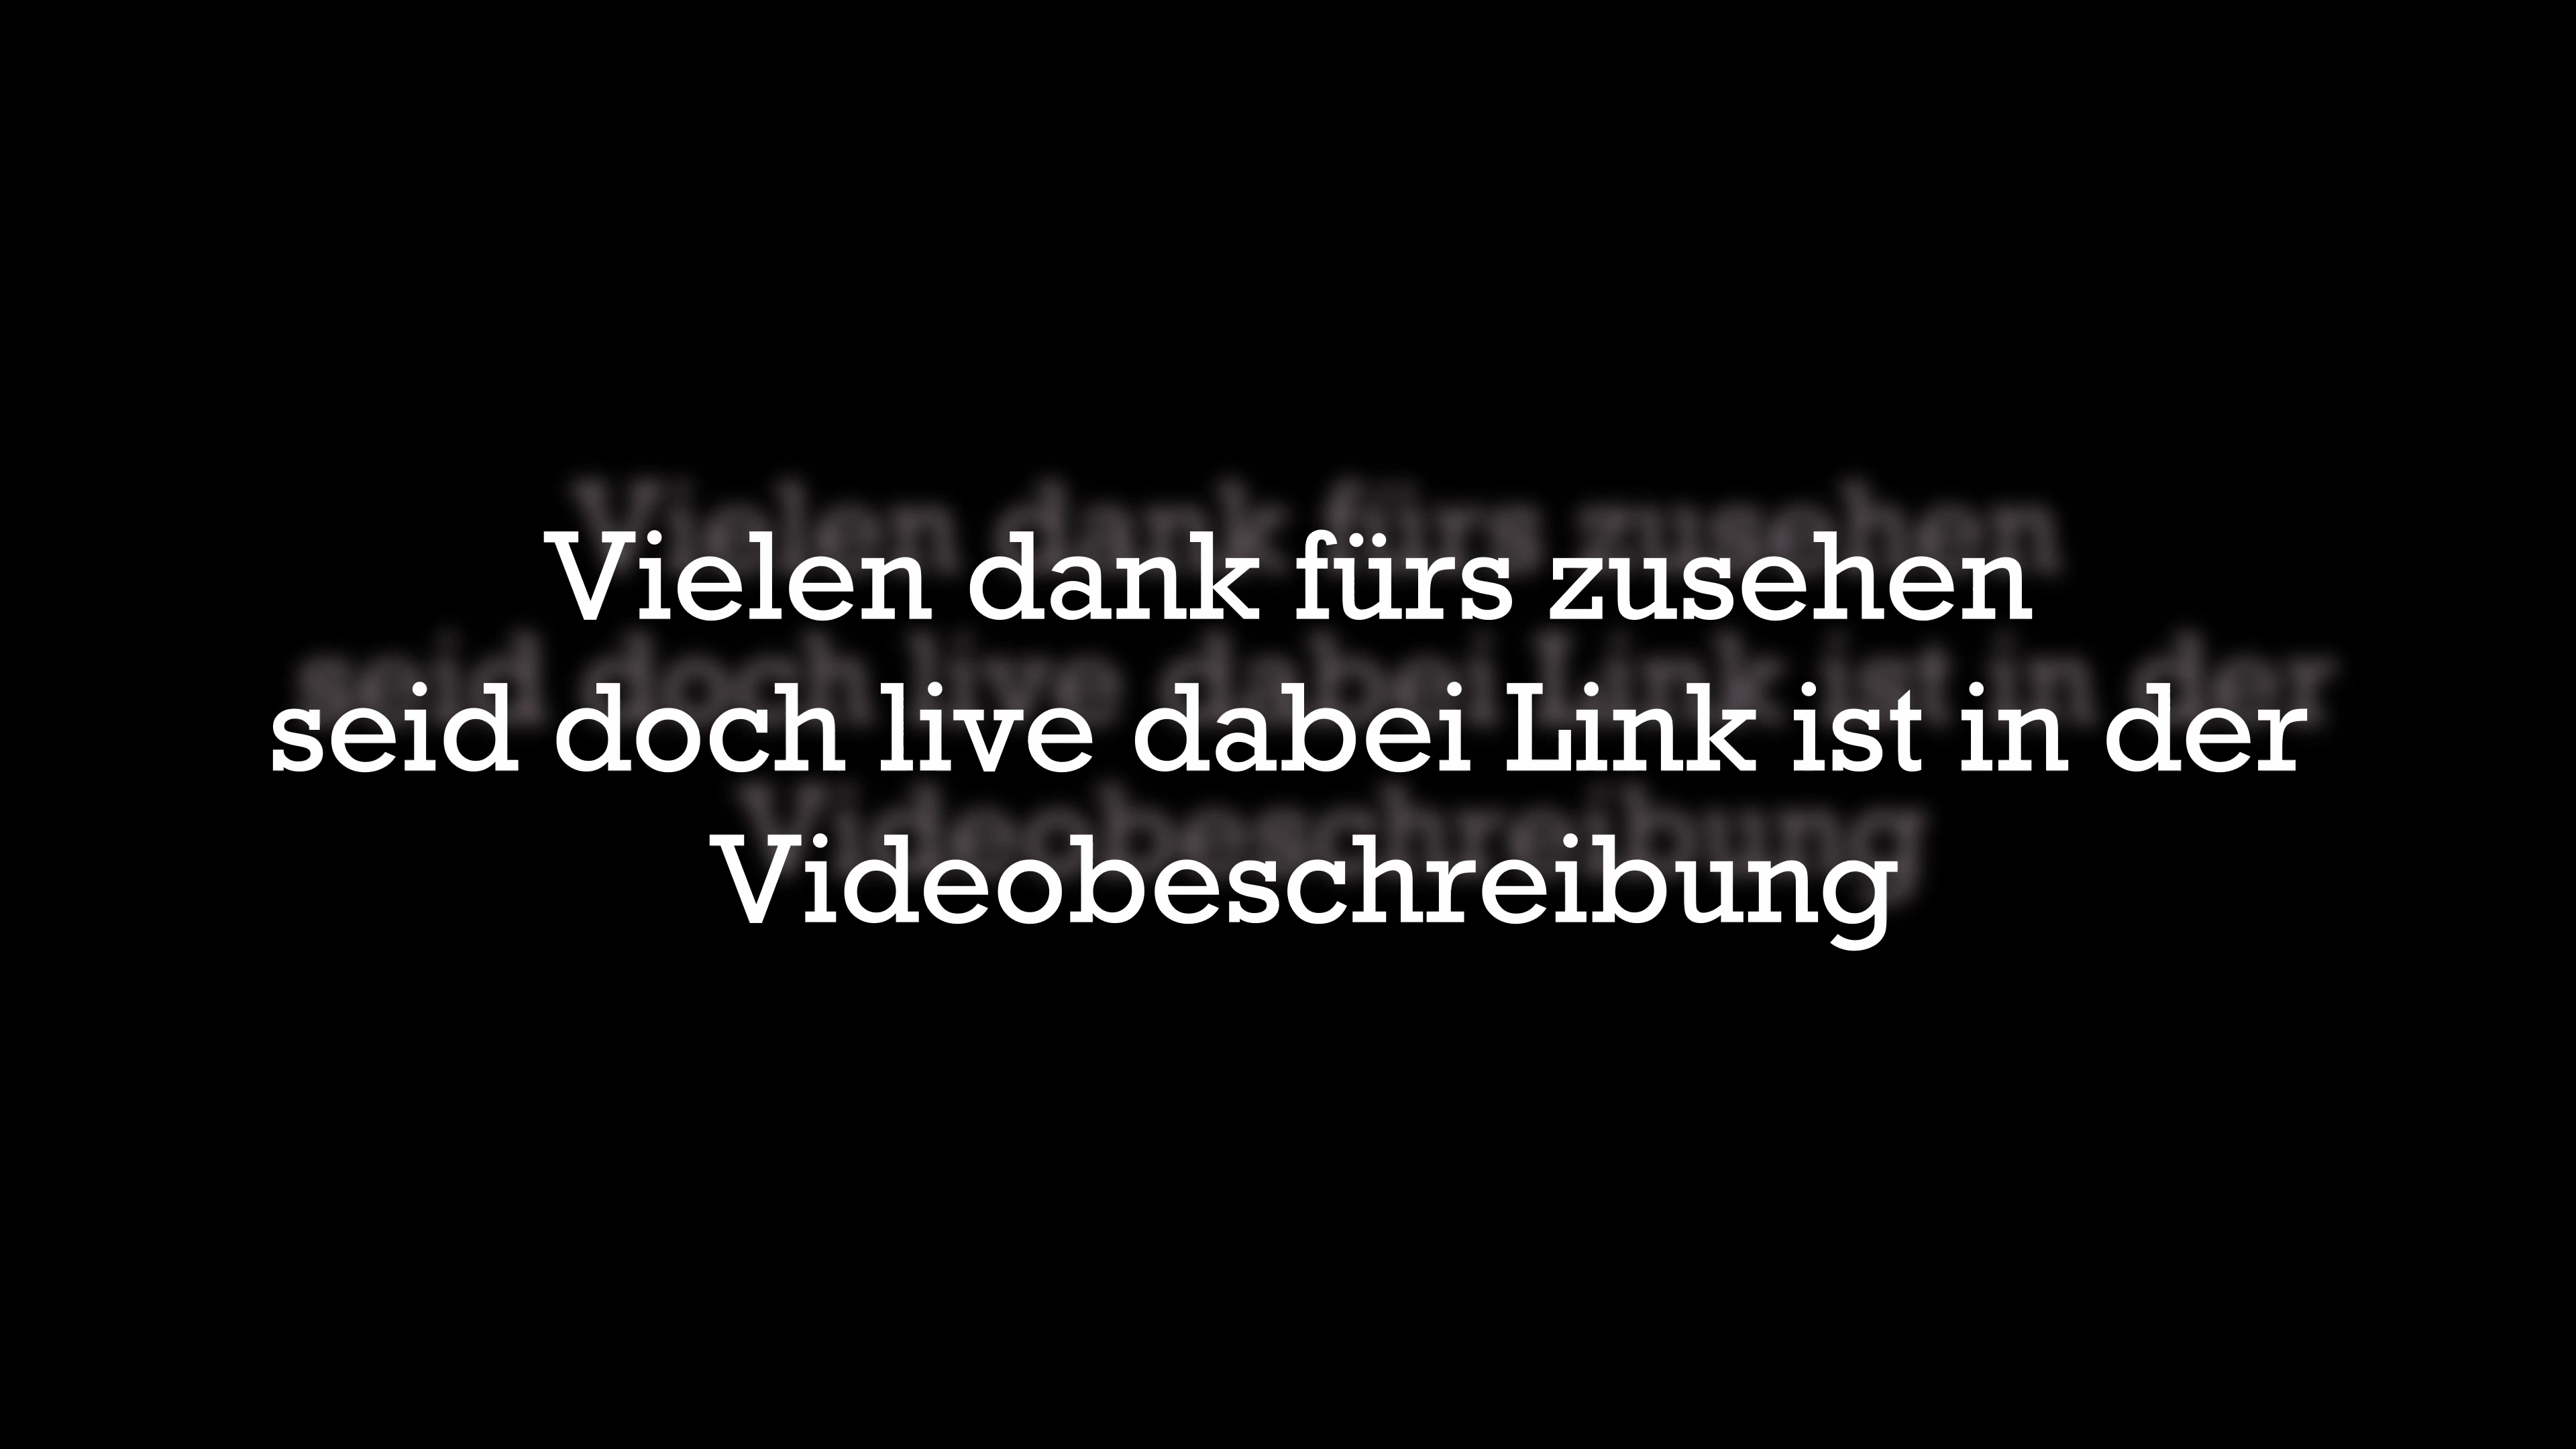 Vielen dank fürs zusehen
seid doch live dabei Link ist in der
Videobeschreibung